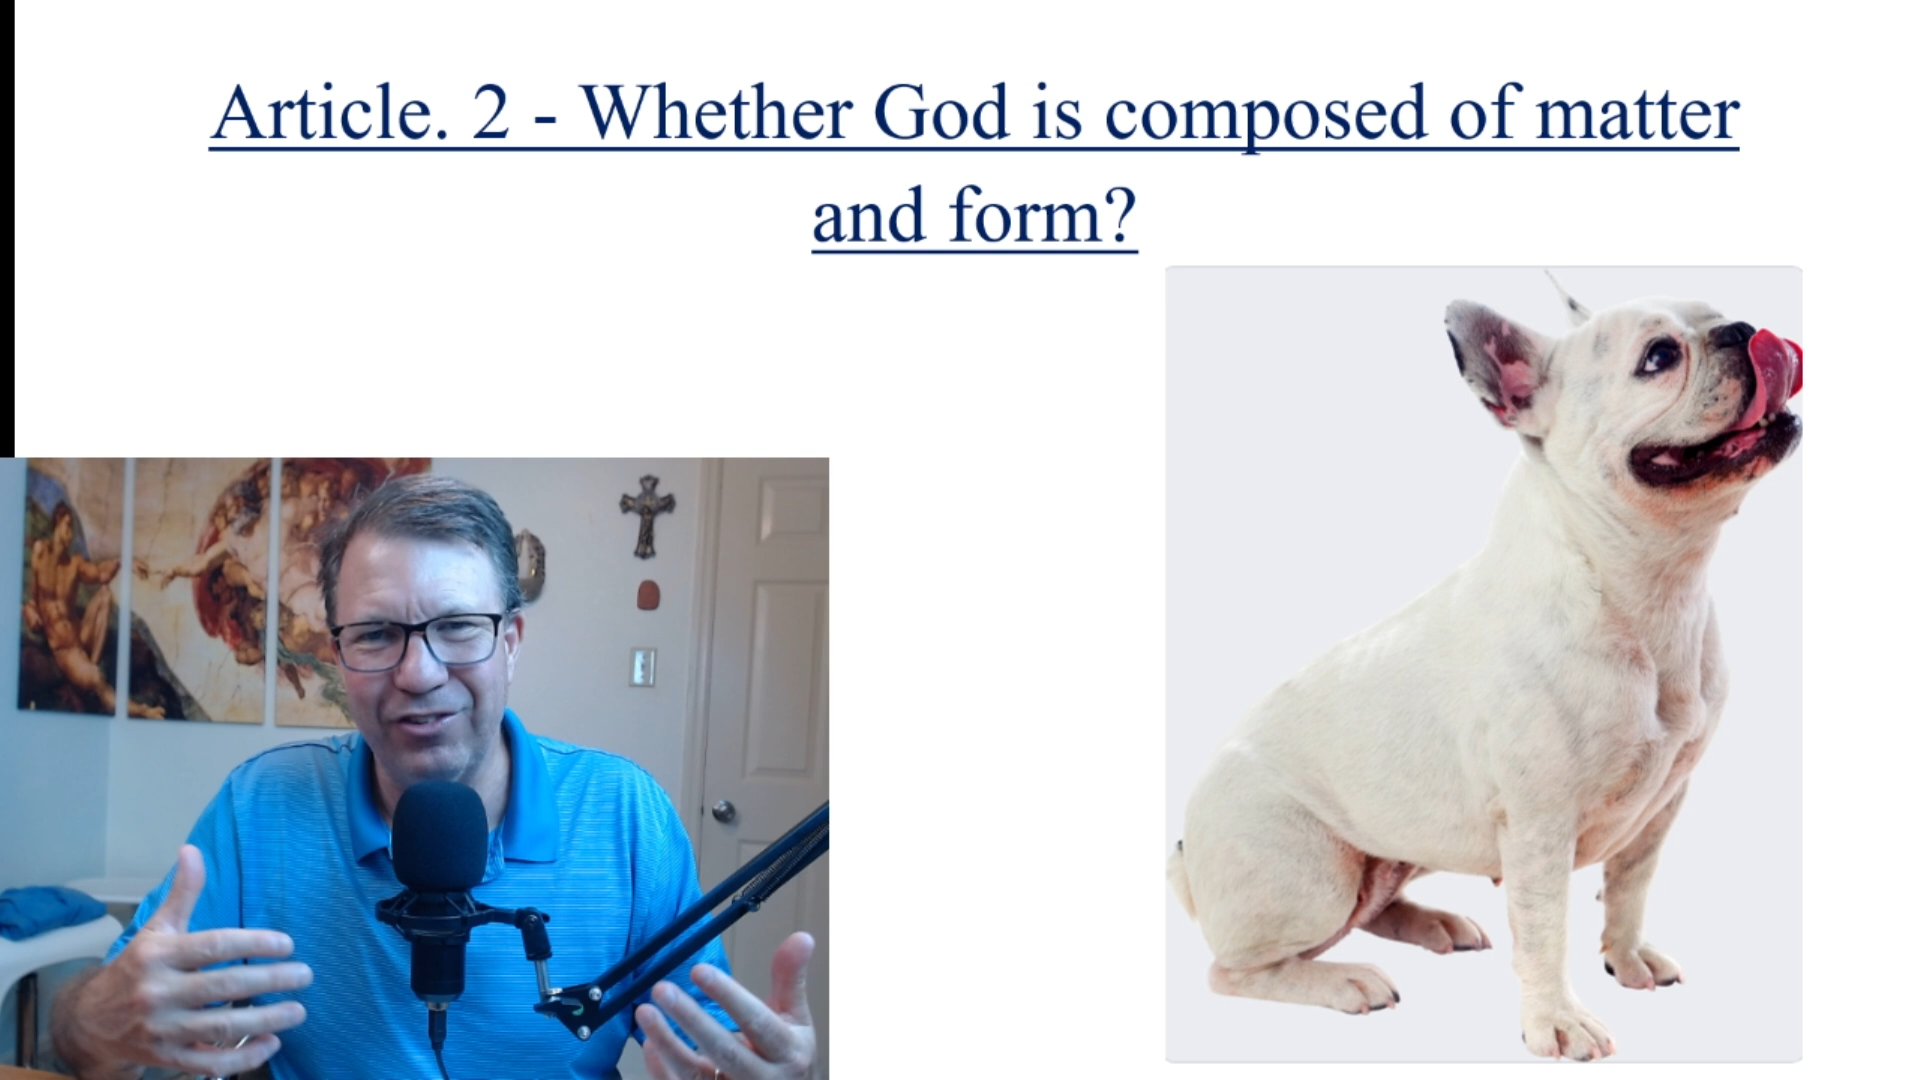 Article. 2 - Whether God is composed of matter
and form?